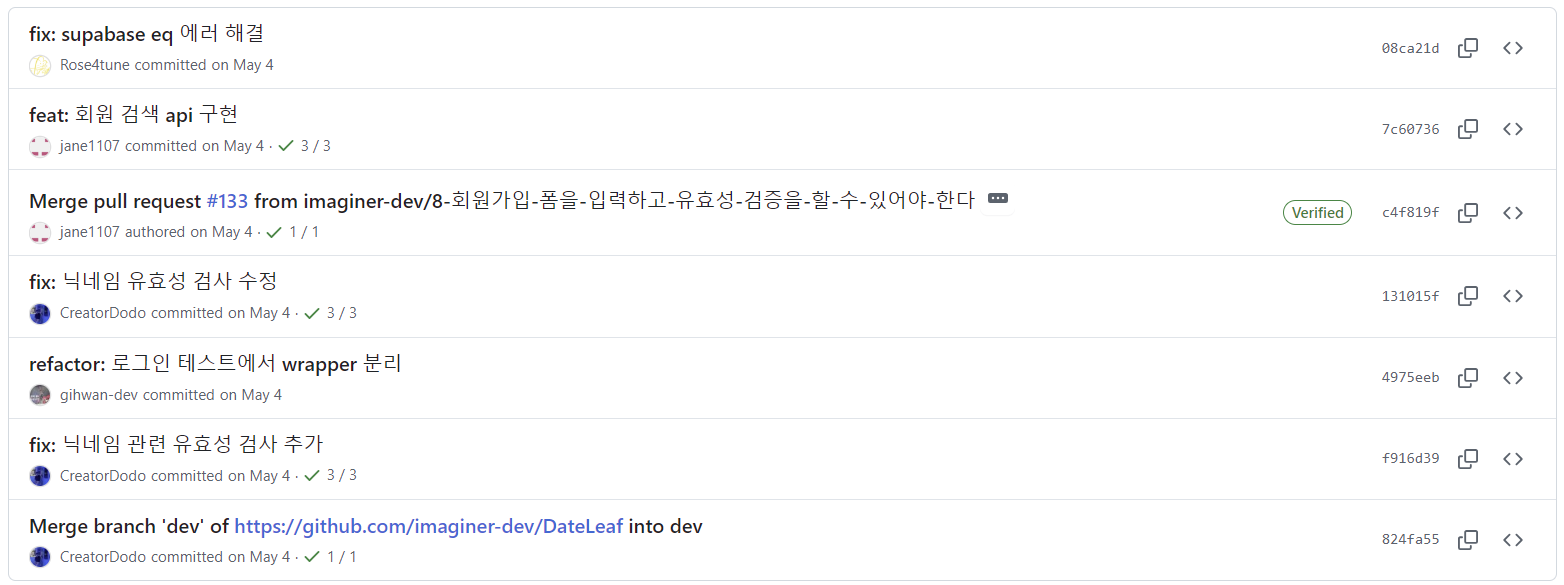 fix: supabase eq 에러 해결
08ca21d
Rose4tune committed on May 4
feat: 회원 검색 api 구현
7c60736
jane1107 committed on May 4 · 3 / 3
Merge pull request #133 from imaginer-dev/8-회원가입-폼을-입력하고-유효성-검증을-할-수-있어야-한다
Verified c4f819f
jane1107 authored on May 4 · 1 / 1
fix: 닉네임 유효성 검사 수정
131015f
CreatorDodo committed on May 4 · 3 / 3
refactor: 로그인 테스트에서 wrapper 분리
4975eeb
gihwan-dev committed on May 4
fix: 닉네임 관련 유효성 검사 추가
f916d39
CreatorDodo committed on May 4 · 3 / 3
Merge branch 'dev' of https://github.com/imaginer-dev/DateLeaf into dev
824fa55
CreatorDodo committed on May 4 · 1 / 1